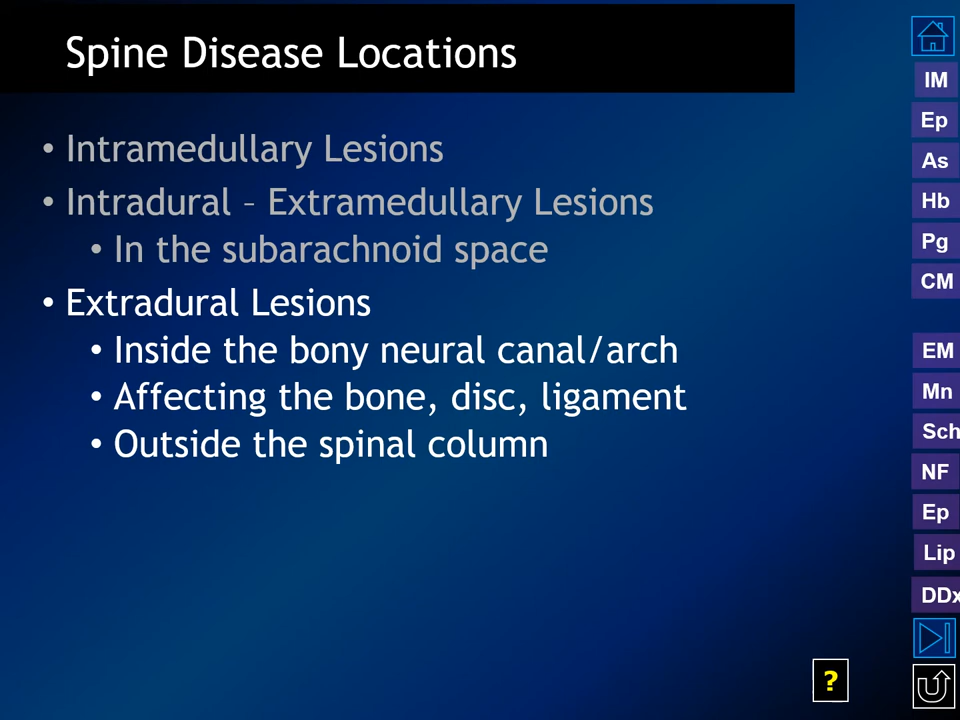 Spine Disease Locations
• Intramedullary Lesions
• Intradural – Extramedullary Lesions
• In the subarachnoid space
• Extradural Lesions
• Inside the bony neural canal/arch
• Affecting the bone, disc, ligament
• Outside the spinal column
IM
Ep
As
Hb
Pg
CM
EM
Mn
Sch
NF
Ep
Lip
DDx
?